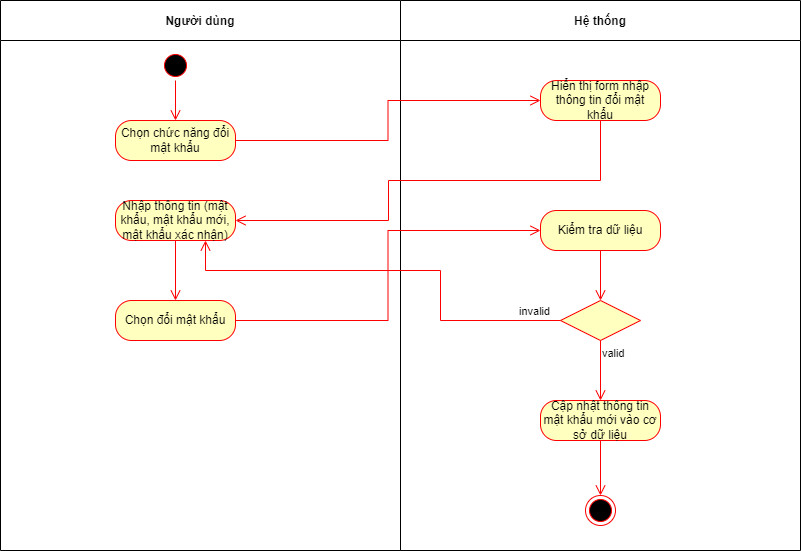 Người dùng
Hệ thống
Chọn chức năng đổi
mật khẩu
Hiển thị form nhập
thông tin đổi mật
khẩu
Nhập thông tin (mật
khẩu, mật khẩu mới,
mật khẩu xác nhận)
Kiểm tra dữ liệu
Chọn đổi mật khẩu
invalid
valid
Cập nhật thông tin
mật khẩu mới vào cơ
sở dữ liệu